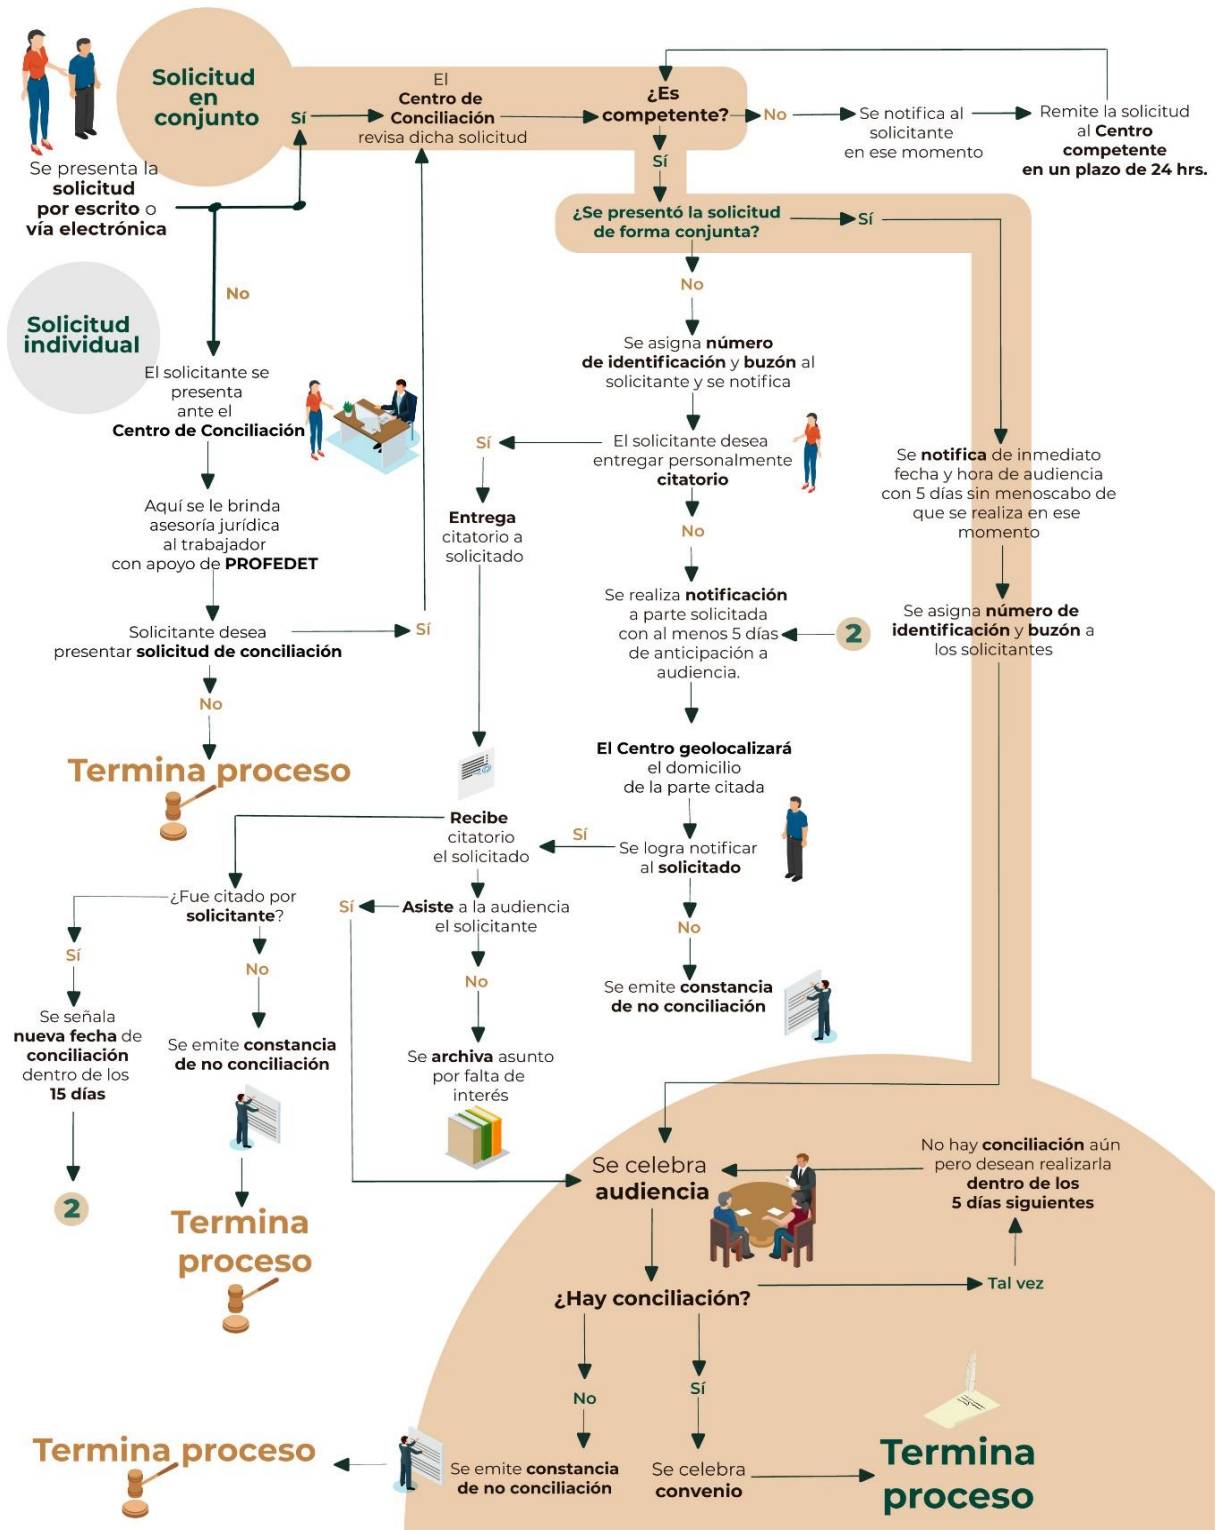 Solicitud
en
conjunto
Se presenta la
solicitud
por escrito o
vía electrónica
Sí
El
Centro de
Conciliación
revisa dicha solicitud
¿Es
competente?
No
Se notifica al
solicitante
en ese momento
Remite la solicitud
al Centro
competente
en un plazo de 24 hrs.
Sí
¿Se presentó la solicitud
de forma conjunta?
Sí
No
No
Solicitud
individual
El solicitante se
presenta
ante el
Centro de Conciliación
Aquí se le brinda
asesoría jurídica
al trabajador
con apoyo de PROFEDET
Solicitante desea
presentar solicitud de conciliación
Sí
No
Termina proceso
Se asigna número
de identificación y buzón al
solicitante y se notifica
El solicitante desea
entregar personalmente
citatorio
Sí
Entrega
citatorio a
solicitado
No
Se realiza notificación
a parte solicitada
con al menos 5 días
de anticipación a
audiencia.
2
Se notifica de inmediato
fecha y hora de audiencia
con 5 días sin menoscabo de
que se realiza en ese
momento
Se asigna número de
identificación y buzón a
los solicitantes
El Centro geolocalizará
el domicilio
de la parte citada
Se logra notificar
al solicitado
Sí
Recibe
citatorio
el solicitado
No
Se emite constancia
de no conciliación
¿Fue citado por
solicitante?
Sí
Se señala
nueva fecha de
conciliación
dentro de los
15 días
2
No
Se emite constancia
de no conciliación
Termina
proceso
Asiste a la audiencia
el solicitante
Sí
No
Se archiva asunto
por falta de
interés
Se celebra
audiencia
No hay conciliación aún
pero desean realizarla
dentro de los
5 días siguientes
¿Hay conciliación?
Tal vez
No
Sí
Se emite constancia
de no conciliación
Termina proceso
Se celebra
convenio
Termina
proceso